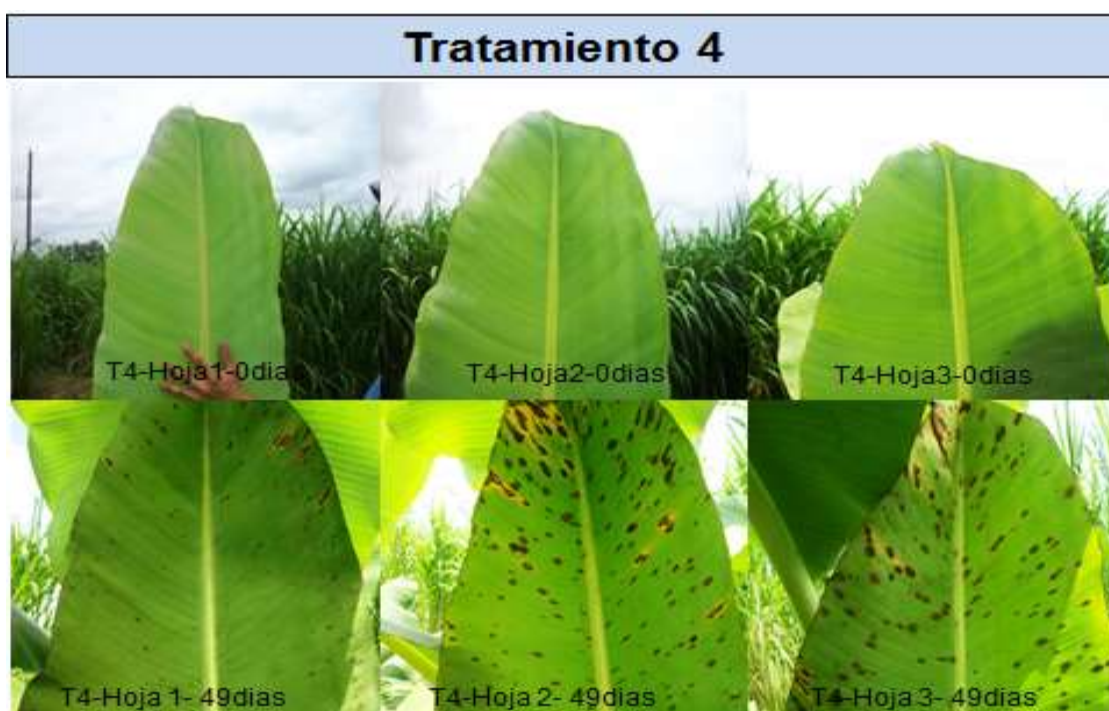 Tratamiento 4
T4-Hoja1-0dias
T4-Hoja2-0dias
T4-Hoja3-0dias
T4-Hoja 1- 49dias
T4-Hoja 2- 49dias
T4-Hoja 3- 49dias